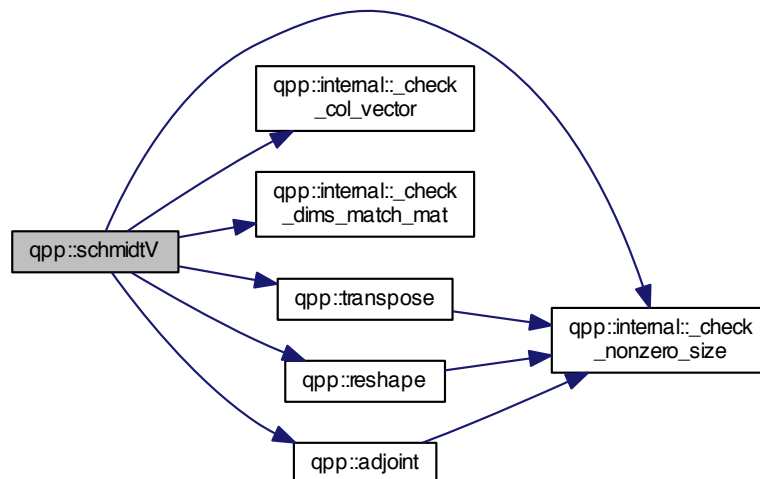 qpp::internal::_check
_col_vector
qpp::internal::_check
_dims_match_mat
qpp::schmidtV
qpp::transpose
qpp::internal::_check
_nonzero_size
qpp::reshape
qpp::adjoint